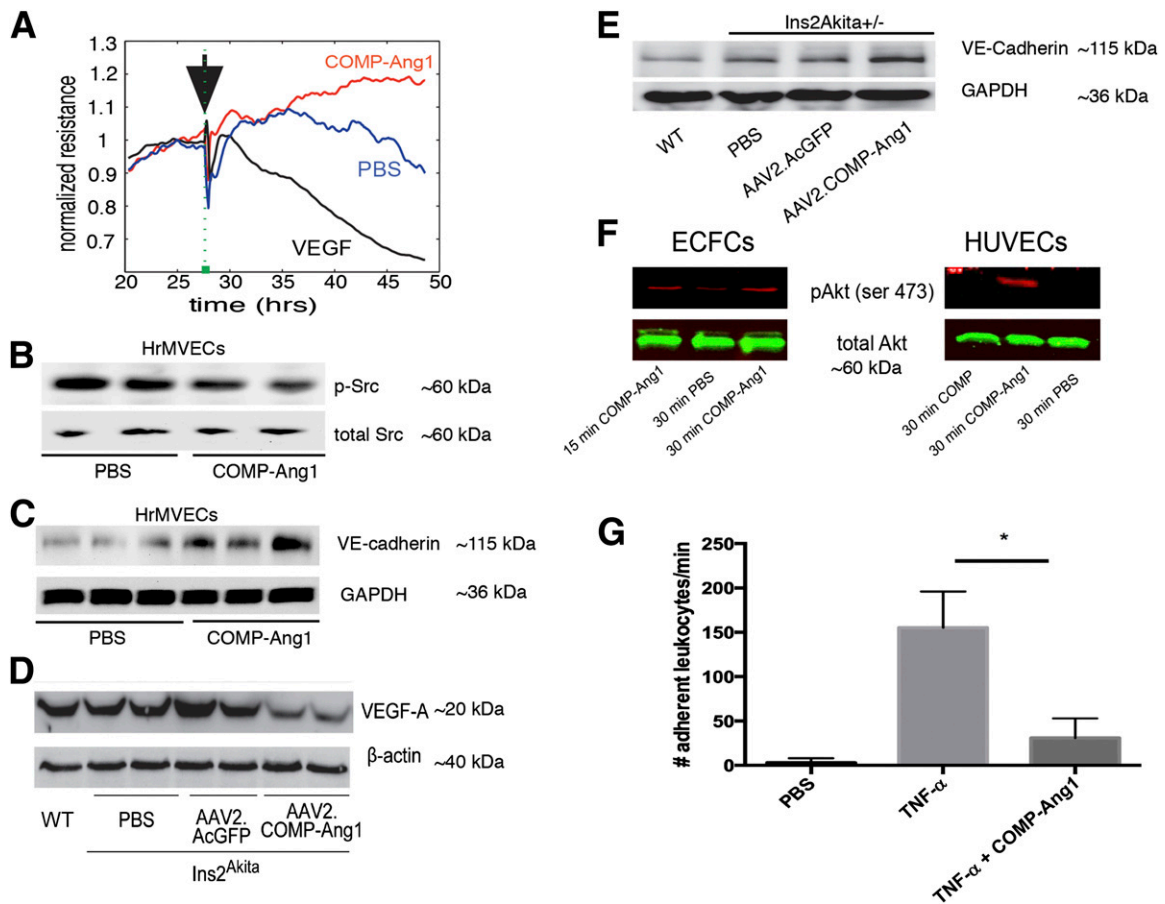 A
1.3
1.2
1.1
1
0.9
0.8
0.7
20 25 30 35 40 45 50
normalized resistance
time (hrs)
COMP-Ang1
PBS
VEGF
B
HrMVECs
p-Src ~60 kDa
total Src ~60 kDa
PBS COMP-Ang1
C
HrMVECs
VE-cadherin ~115 kDa
GAPDH ~36 kDa
PBS COMP-Ang1
D
VEGF-A ~20 kDa
β-actin ~40 kDa
WT PBS AAV2. AAV2.
AcGFP COMP-Ang1
Ins2Akita
E
Ins2Akita+/-
VE-Cadherin ~115 kDa
GAPDH ~36 kDa
WT
PBS
AAV2.AcGFP
AAV2.COMP-Ang1
F
ECFCs HUVECs
pAkt (ser 473)
total Akt
~60 kDa
15 min COMP-Ang1
30 min PBS
30 min COMP-Ang1
30 min COMP
30 min COMP-Ang1
30 min PBS
G
# adherent leukocytes/min
250
200
150
100
50
0
*
PBS
TNF-α
TNF-α + COMP-Ang1